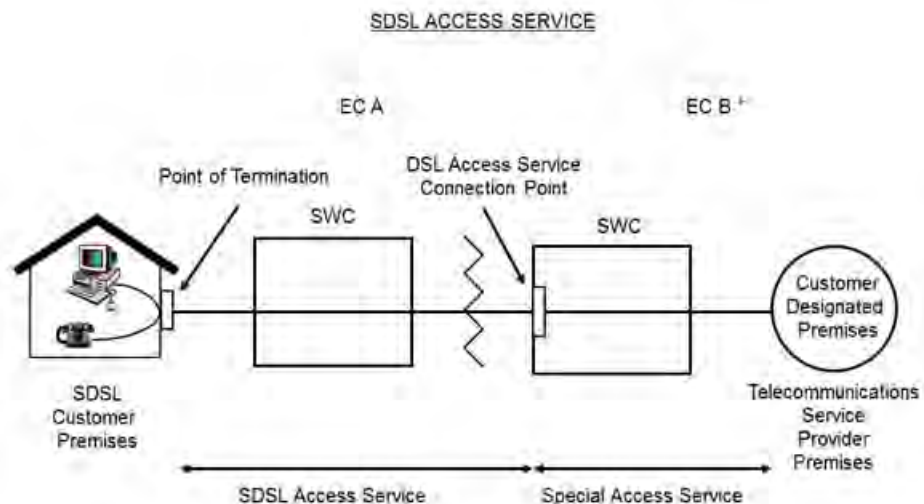 SDSL ACCESS SERVICE
EC A
EC B
Point of Termination
DSL Access Service
Connection Point
SWC
SWC
Customer
Designated
Premises
SDSL
Customer
Premises
Telecommunications
Service
Provider
Premises
SDSL Access Service
Special Access Service